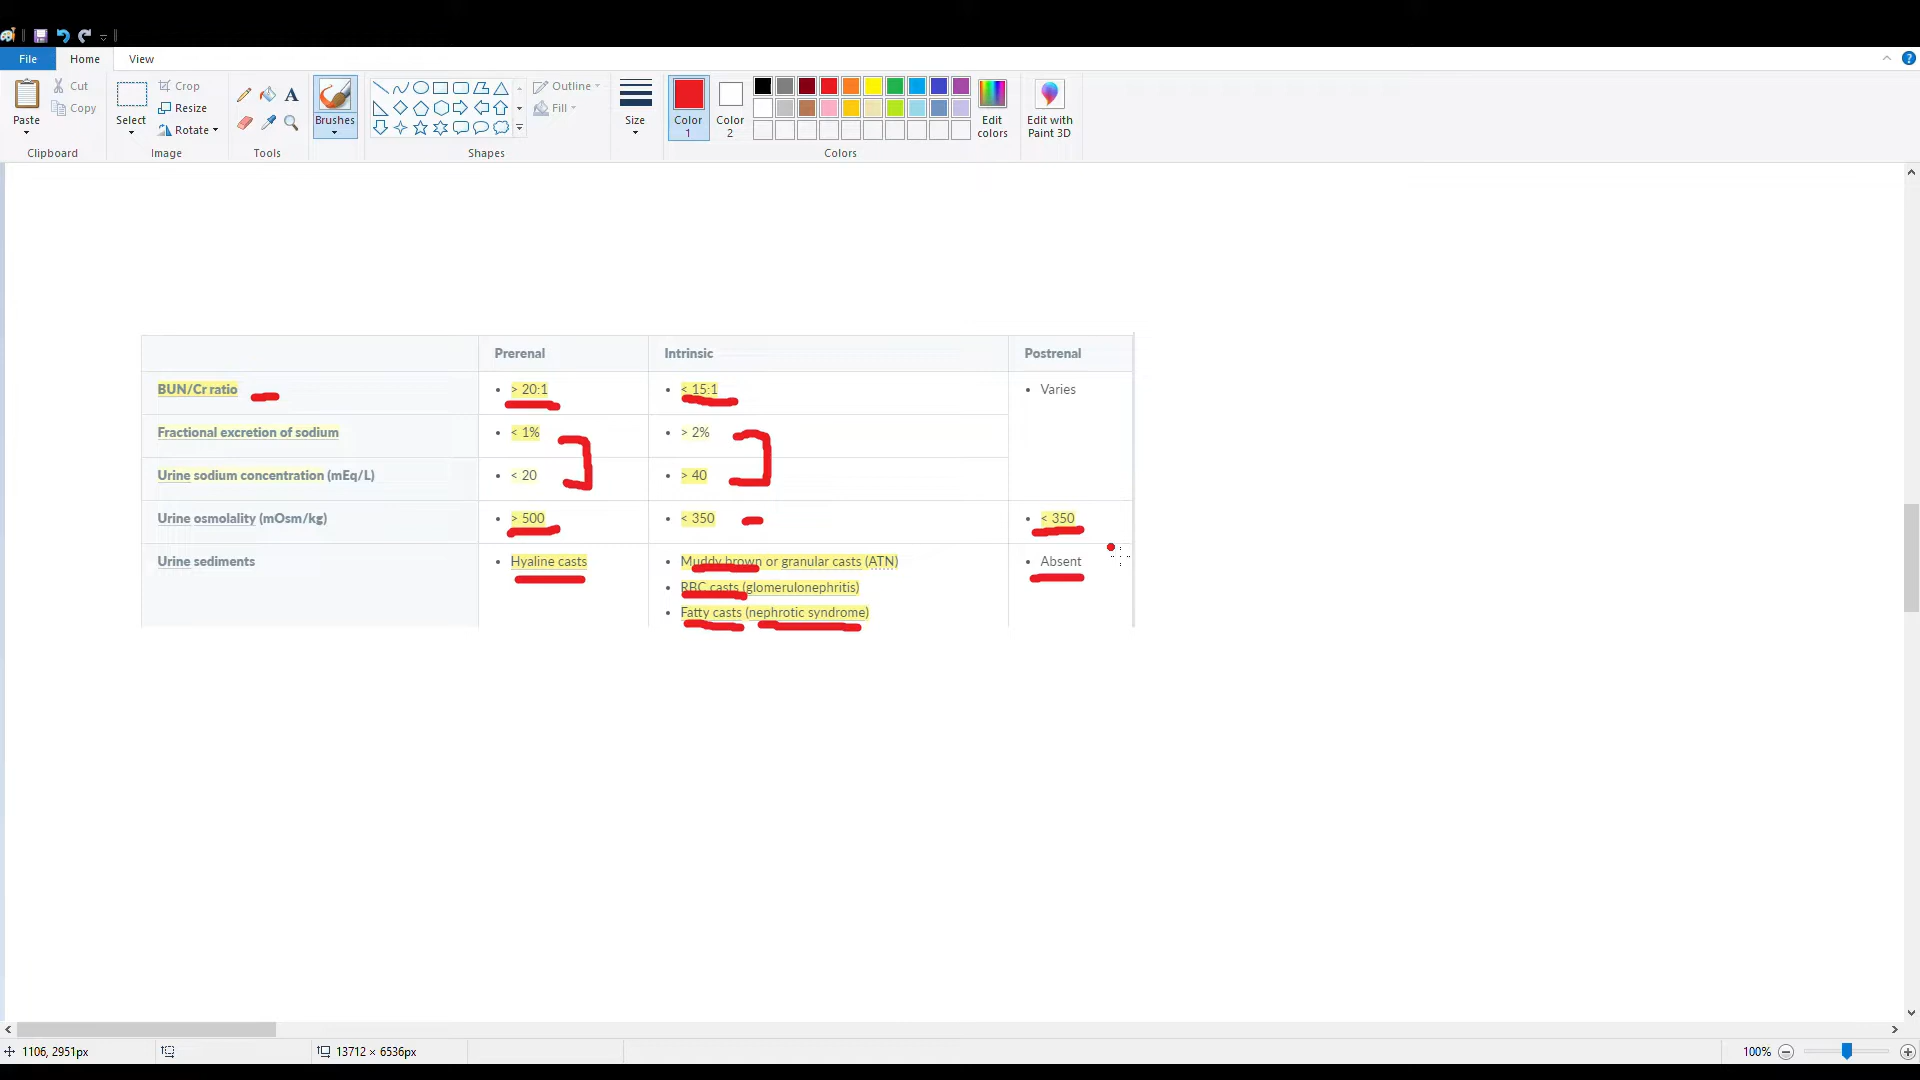 File Home View
Paste Cut Copy Clipboard
Select Crop Resize Rotate Image
A Tools
Brushes
Outline Fill Shapes
Size
Color 1 Color 2 Edit colors Colors
Edit with Paint 3D
Prerenal Intrinsic Postrenal
BUN/Cr ratio • > 20:1 • < 15:1 • Varies
Fractional excretion of sodium • < 1% • > 2%
Urine sodium concentration (mEq/L) • < 20 • > 40
Urine osmolality (mOsm/kg) • > 500 • < 350 • < 350
Urine sediments • Hyaline casts • Muddy brown or granular casts (ATN) • Absent
• RBC casts (glomerulonephritis)
• Fatty casts (nephrotic syndrome)
1106, 2951px 13712 × 6536px 100%